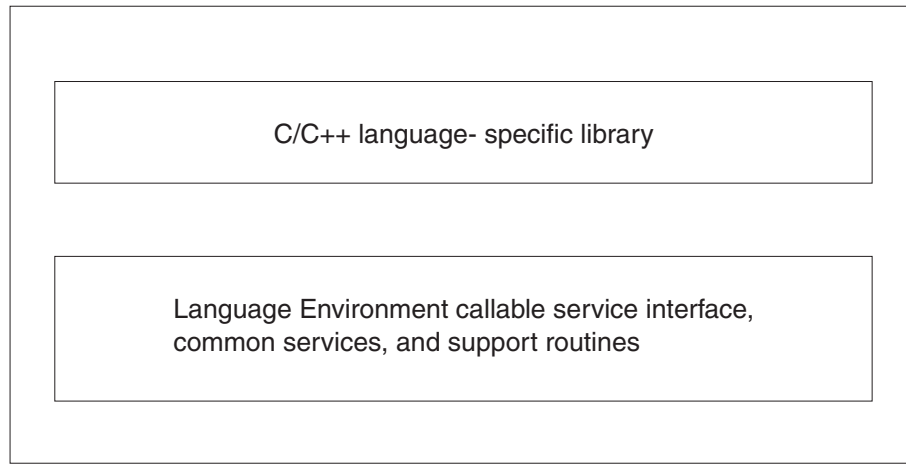 C/C++ language- specific library
Language Environment callable service interface,
common services, and support routines